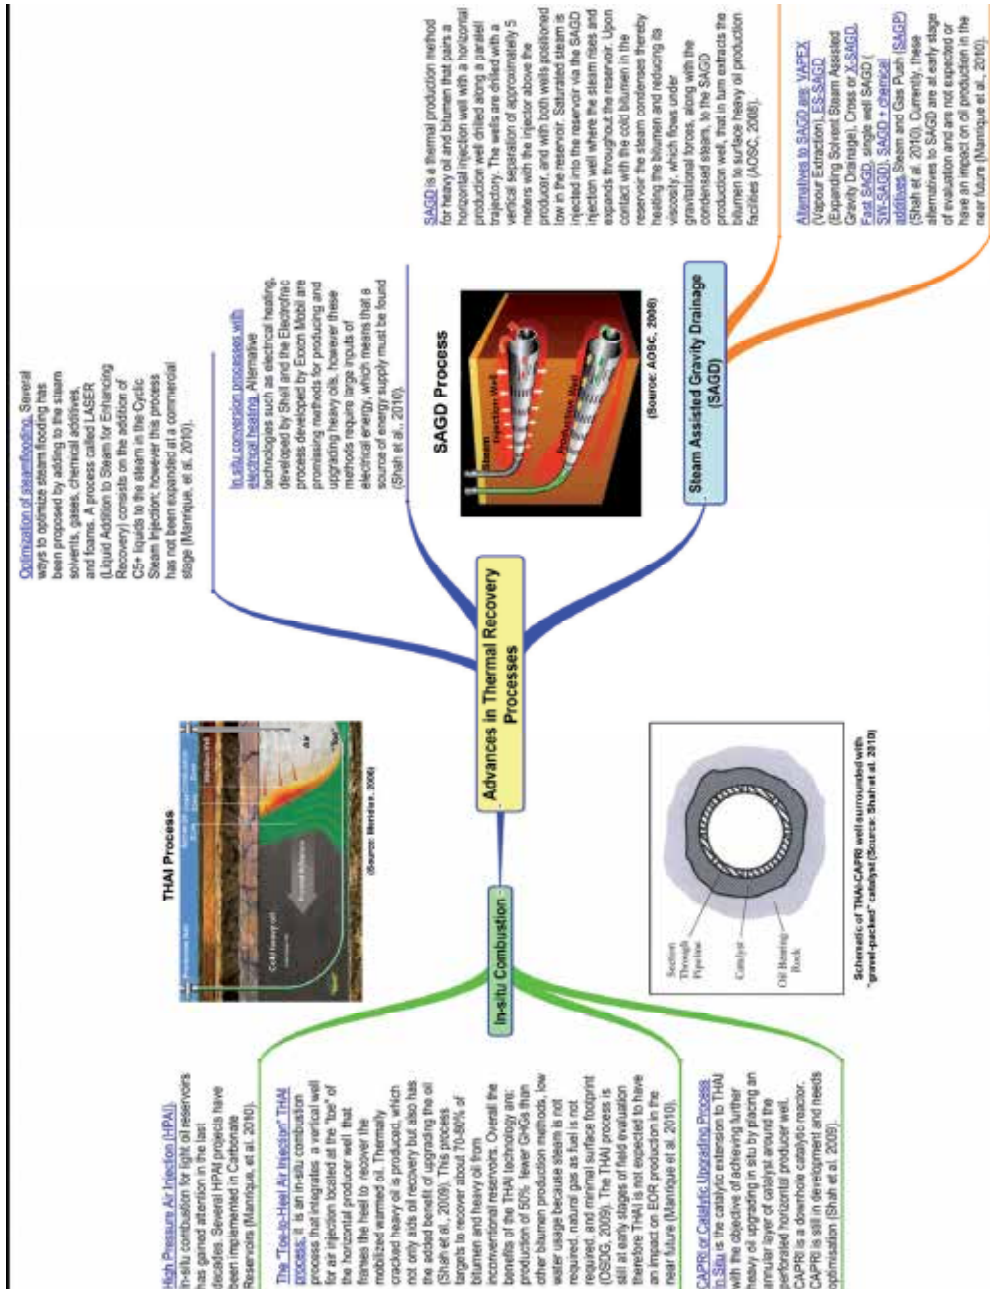 Optimization of steamflooding. Several
ways to optimize steam flooding has
been proposed by adding to the steam
solvents, gases, chemical additives,
and foams. A process called LASER
(Liquid Addition to Steam for Enhancing
Recovery) consists on the addition of
C5+ liquids to the steam in the Cyclic
Steam Injection; however this process
has not been expanded at a commercial
stage (Manrique, et al. 2010).
In situ conversion processes with
electrical heating. Alternative
technologies such as electrical heating,
developed by Shell and the Electrofrac
process developed by Exxon Mobil are
promissing methods for producing and
upgrading heavy oils, however these
methods require large inputs of
electrical energy, which means that a
source of energy supply must be found
(Shah et al., 2010).
SAGD is a thermal production method
for heavy oil and bitumen that pairs a
horizontal injection well with a horizontal
production well drilled along a paralell
trajectory. The wells are drilled with a
vertical separation of approximately 5
meters with the injector above the
producer, and with both wells positioned
low in the reservoir. Saturated steam is
injected into the reservoir via the SAGD
injection well where the steam rises and
expands throughout the reservoir. Upon
contact with the cold bitumen in the
reservoir the steam condenses thereby
heating the bitumen and reducing its
viscosity, which flows under
gravitational forces, along with the
condensed steam, to the SAGD
production well, that in turn extracts the
bitumen to surface heavy oil production
facilities (AOSC, 2008).
Alternatives to SAGD are: VAPEX
(Vapour Extraction), ES-SAGD
(Expanding Solvent Steam Assisted
Gravity Drainage), Cross or X-SAGD,
Fast SAGD, single well SAGD (
SW-SAGD), SAGD + chemical
additives Steam and Gas Push (SAGP)
(Shah et al. 2010). Currently, these
alternatives to SAGD are at early stage
of evaluation and are not expected or
have an impact on oil production in the
near future (Manrique et al., 2010).
SAGD Process
Steam
Injection Well
Production Well
(Source: AOSC, 2008)
Steam Assisted Gravity Drainage
(SAGD)
Advances in Thermal Recovery
Processes
THAI Process
Air
"Toe"
Cold heavy oil
(Source: Meridian, 2006)
In-situ Combustion
Section
Through
Pipeline
Catalyst
Oil Bearing
Rock
Schematic of THAI-CAPRI well surrounded with
"gravel-packed" catalyst (Source: Shah et al. 2010)
High Pressure Air Injection (HPAI).
In-situ combustion for light oil reservoirs
has gained attention in the last
decades. Several HPAI projects have
been implemented in Carbonate
Reservoirs (Manrique, et al. 2010).
The "Toe-to-Heel Air Injection" THAI
process; it is an in-situ combustion
process that integrates a vertical well
for air injection located at the "toe" of
the horizontal producer well that
frames the heel to recover the
mobilized warmed oil. Thermally
cracked heavy oil is produced, which
not only aids oil recovery but also has
the added benefit of upgrading the oil
(Shah et al., 2009). This process
targets to recover about 70-80% of
bitumen and heavy oil from
inconventional reservoirs. Overall the
benefits of the THAI technology are:
production of 50% fewer GHGs than
other bitumen production methods, low
water usage because steam is not
required, natural gas as fuel is not
required, and minimal surface footprint
(OSDG, 2009). The THAI process is
still at early stages of field evaluation
therefore THAI is not expected to have
an impact on EOR production in the
near future (Manrique et al. 2010).
CAPRI or Catalytic Upgrading Process
In Situ is the catalytic extension to THAI
with the objective of achieving further
heavy oil upgrading in situ by placing an
annular layer of catalyst around the
perforated horizontal producer well.
CAPRI is a downhole catalytic reactor.
CAPRI is still in development and needs
optimisation (Shah et al. 2009).